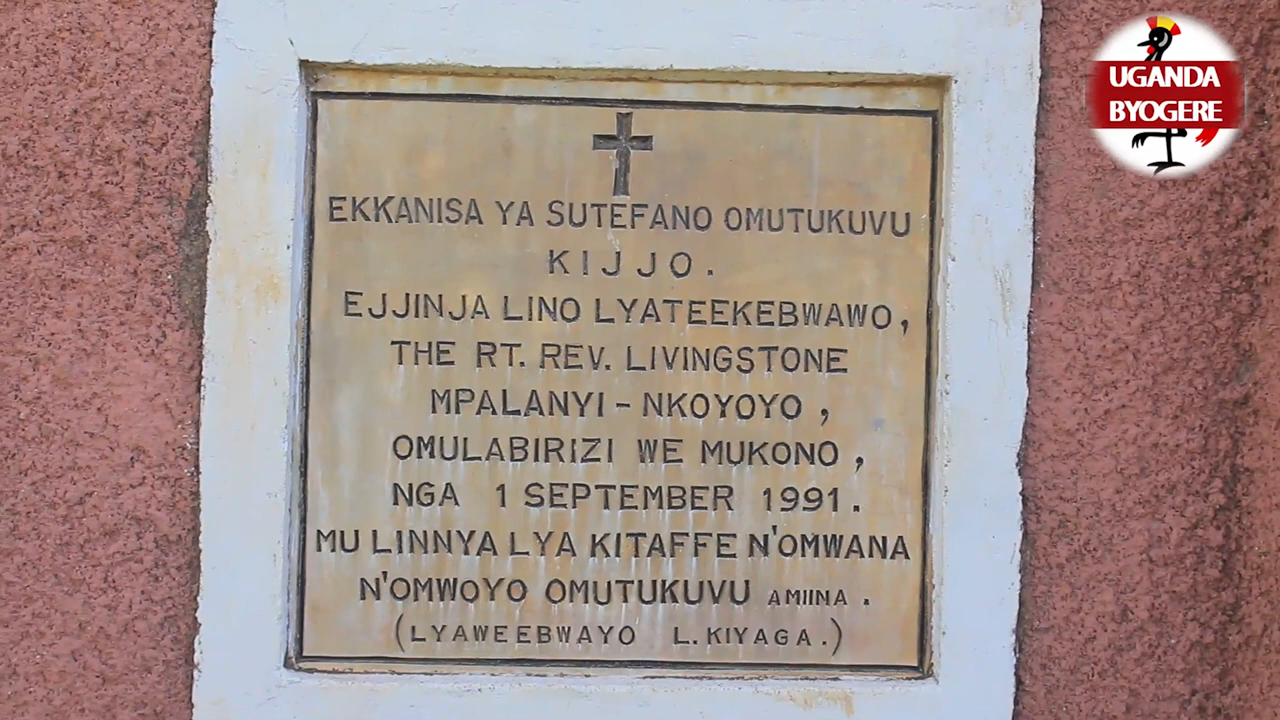 EKKANISA YA SUTEFANO OMUTUKUVU
KIJJO.
EJJINJA LINO LYATEEKEBWAWO,
THE RT. REV. LIVINGSTONE
MPALANYI - NKOYOYO ,
OMULABIRIZI WE MUKONO ,
NGA 1 SEPTEMBER 1991.
MU LINNYA LYA KITAFFE N'OMWANA
N'OMWOYO OMUTUKUVU AMIINA .
(LYAWEEBWAYO L. KIYAGA.)
UGANDA
BYOGERE